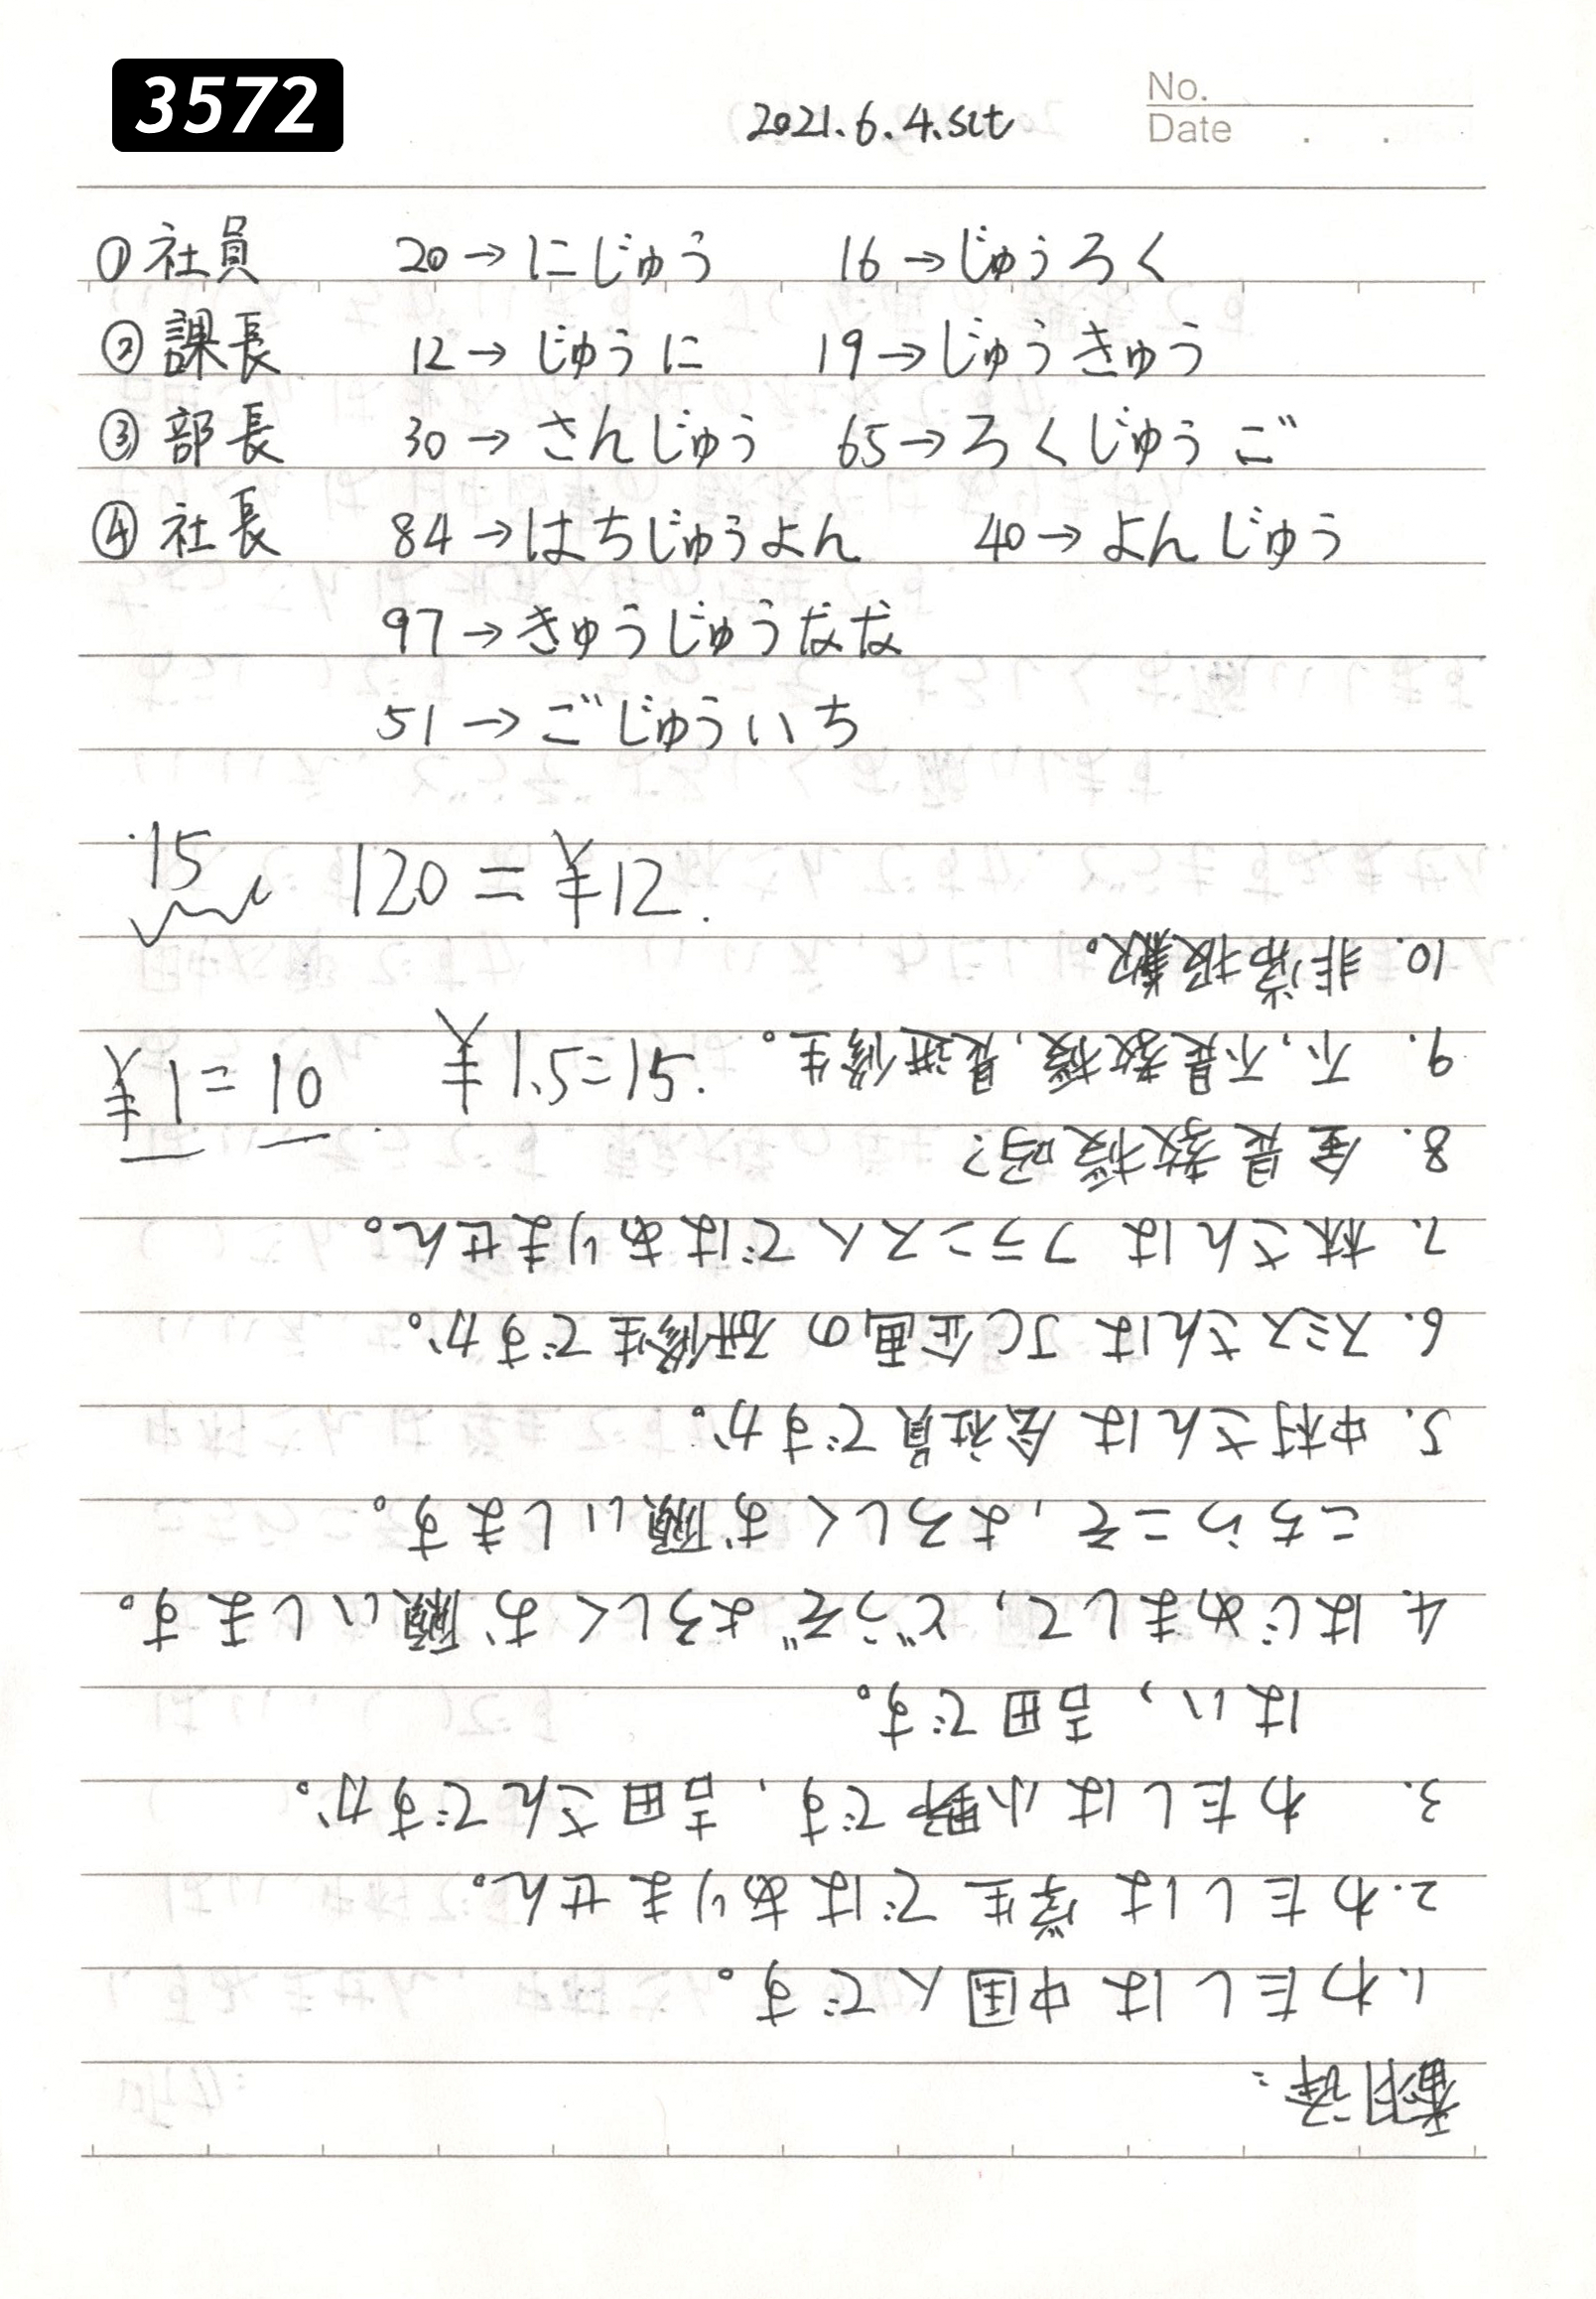 3572
2021.6.4.sat
No.
Date . .
① 社員 20→にじゅう 16→じゅうろく
② 課長 12→じゅうに 19→じゅうきゅう
③ 部長 30→さんじゅう 65→ろくじゅうご
④ 社長 84→はちじゅうよん 40→よんじゅう
97→きゅうじゅうなな
51→ごじゅういち
15 120=¥12.
¥1=10 ¥1.5=15.
翻译:
1. わたしは中国人です。
2. わたしは学生ではありません。
3. わたしは小野です、吉田さんですか。
はい，吉田です。
4. はじめまして，どうぞよろしくお願いします。
こちらこそ，よろしくお願いします。
5. 中村さんは会社員ですか。
6. スミスさんはJC企画の研修生ですか。
7. 林さんはフランス人ではありません。
8. 金是教授吗?
9. 不，不是教授，是进修生。
10. 非常抱歉。